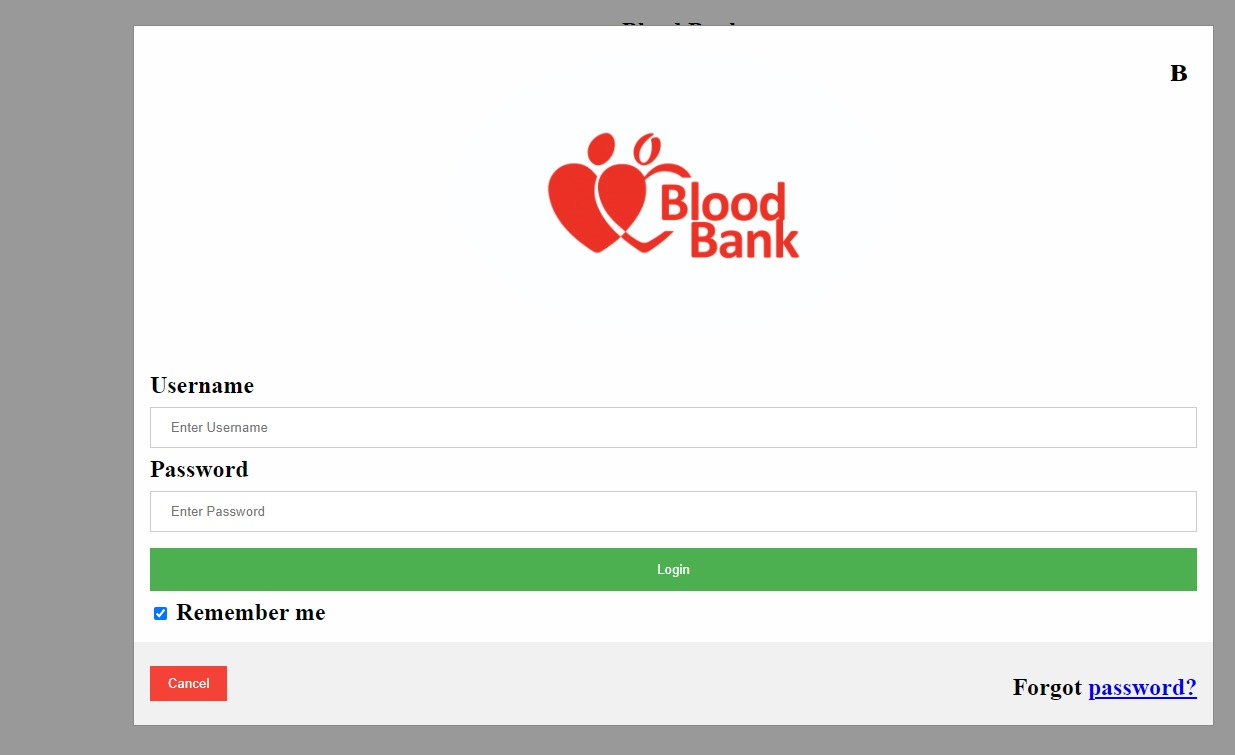 B
Blood
Bank
Username
Enter Username
Password
Enter Password
Login
Remember me
Cancel
Forgot password?